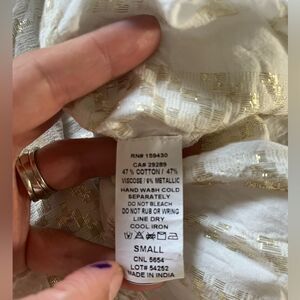 RN# 159430
CA# 29289
47 % COTTON / 47%
VISCOSE / 6% METALLIC
HAND WASH COLD
SEPARATELY
DO NOT BLEACH
DO NOT RUB OR WRING
LINE DRY
COOL IRON
SMALL
CNL 5654
LOT# 54252
MADE IN INDIA